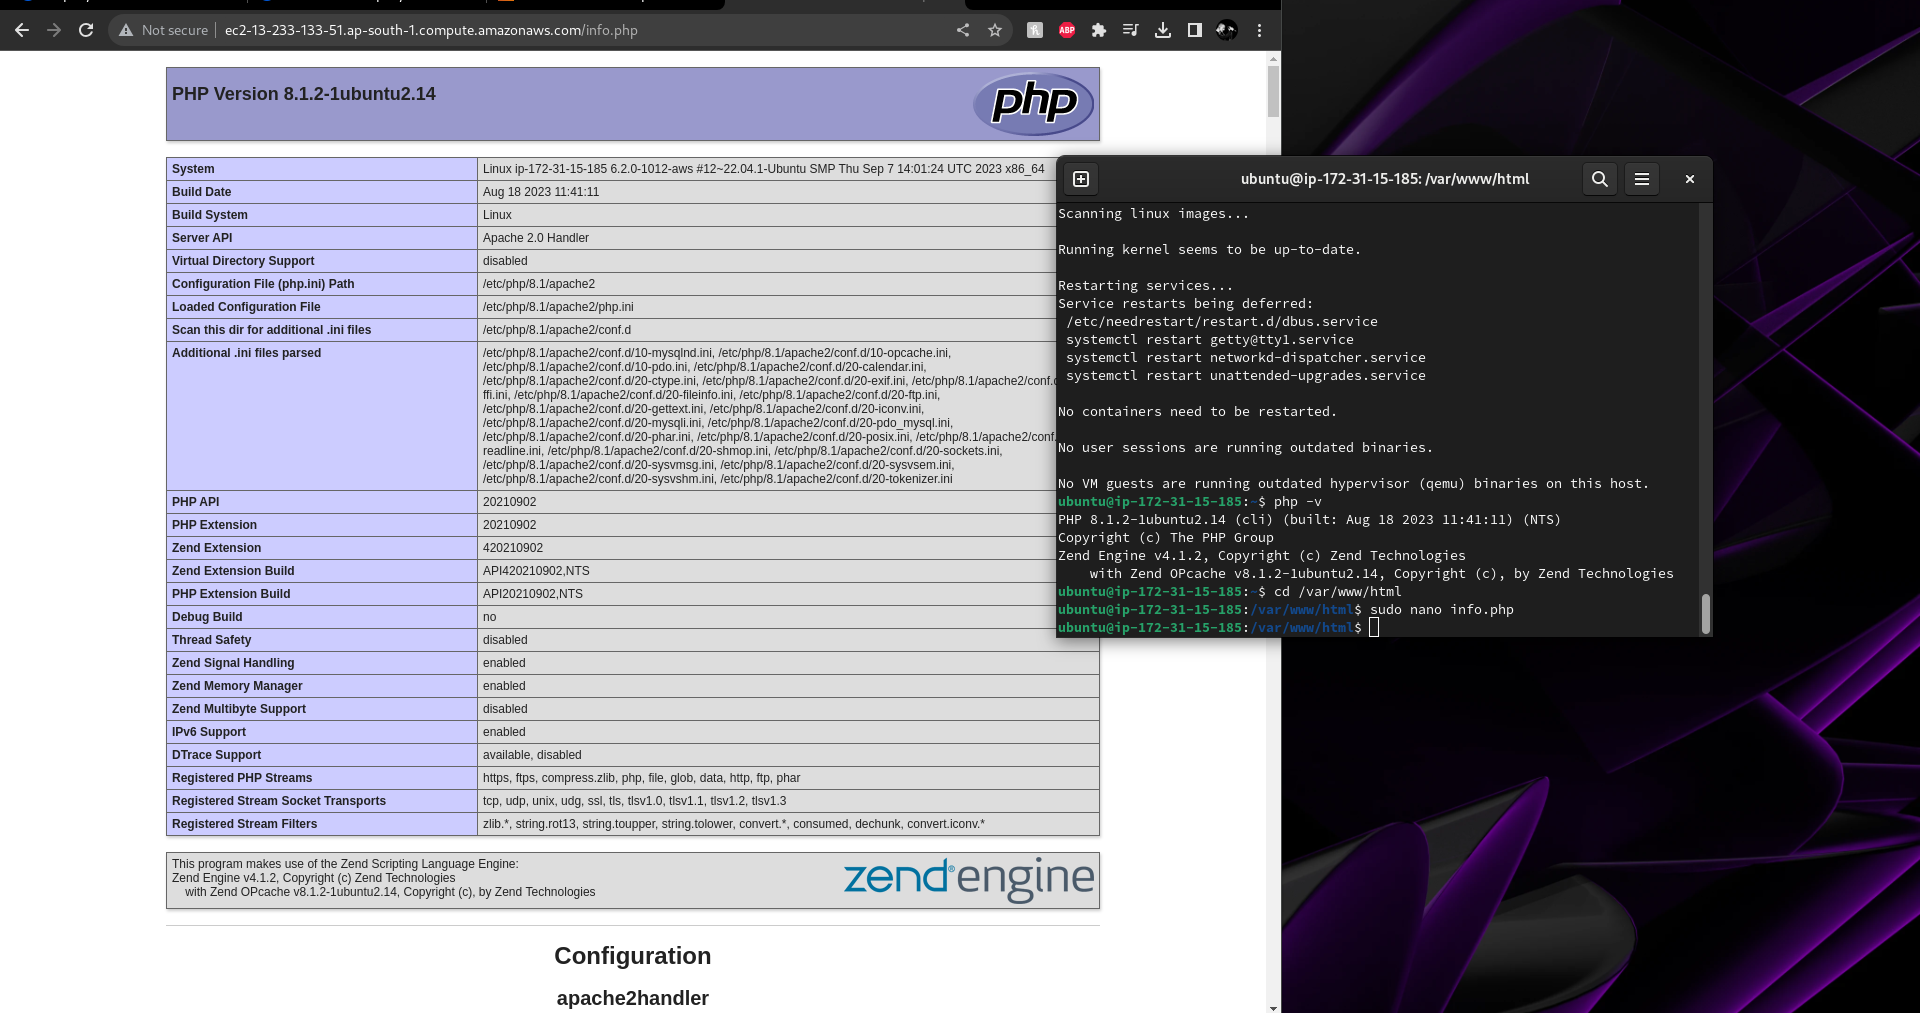 Not secure
ec2-13-233-133-51.ap-south-1.compute.amazonaws.com/info.php
ABP
PHP Version 8.1.2-1ubuntu2.14
php
System Linux ip-172-31-15-185 6.2.0-1012-aws #12~22.04.1-Ubuntu SMP Thu Sep 7 14:01:24 UTC 2023 x86_64
Build Date Aug 18 2023 11:41:11
Build System Linux
Server API Apache 2.0 Handler
Virtual Directory Support disabled
Configuration File (php.ini) Path /etc/php/8.1/apache2
Loaded Configuration File /etc/php/8.1/apache2/php.ini
Scan this dir for additional .ini files /etc/php/8.1/apache2/conf.d
Additional .ini files parsed /etc/php/8.1/apache2/conf.d/10-mysqlnd.ini, /etc/php/8.1/apache2/conf.d/10-opcache.ini,
/etc/php/8.1/apache2/conf.d/10-pdo.ini, /etc/php/8.1/apache2/conf.d/20-calendar.ini,
/etc/php/8.1/apache2/conf.d/20-ctype.ini, /etc/php/8.1/apache2/conf.d/20-exif.ini, /etc/php/8.1/apache2/conf.
ffi.ini, /etc/php/8.1/apache2/conf.d/20-fileinfo.ini, /etc/php/8.1/apache2/conf.d/20-ftp.ini,
/etc/php/8.1/apache2/conf.d/20-gettext.ini, /etc/php/8.1/apache2/conf.d/20-iconv.ini,
/etc/php/8.1/apache2/conf.d/20-mysqli.ini, /etc/php/8.1/apache2/conf.d/20-pdo_mysql.ini,
/etc/php/8.1/apache2/conf.d/20-phar.ini, /etc/php/8.1/apache2/conf.d/20-posix.ini, /etc/php/8.1/apache2/conf.
readline.ini, /etc/php/8.1/apache2/conf.d/20-shmop.ini, /etc/php/8.1/apache2/conf.d/20-sockets.ini,
/etc/php/8.1/apache2/conf.d/20-sysvmsg.ini, /etc/php/8.1/apache2/conf.d/20-sysvsem.ini,
/etc/php/8.1/apache2/conf.d/20-sysvshm.ini, /etc/php/8.1/apache2/conf.d/20-tokenizer.ini
PHP API 20210902
PHP Extension 20210902
Zend Extension 420210902
Zend Extension Build API420210902,NTS
PHP Extension Build API20210902,NTS
Debug Build no
Thread Safety disabled
Zend Signal Handling enabled
Zend Memory Manager enabled
Zend Multibyte Support disabled
IPv6 Support enabled
DTrace Support available, disabled
Registered PHP Streams https, ftps, compress.zlib, php, file, glob, data, http, ftp, phar
Registered Stream Socket Transports tcp, udp, unix, udg, ssl, tls, tlsv1.0, tlsv1.1, tlsv1.2, tlsv1.3
Registered Stream Filters zlib.*, string.rot13, string.toupper, string.tolower, convert.*, consumed, dechunk, convert.iconv.*
This program makes use of the Zend Scripting Language Engine:
Zend Engine v4.1.2, Copyright (c) Zend Technologies
with Zend OPcache v8.1.2-1ubuntu2.14, Copyright (c), by Zend Technologies
zend® engine
Configuration
apache2handler
ubuntu@ip-172-31-15-185: /var/www/html
Scanning linux images...
Running kernel seems to be up-to-date.
Restarting services...
Service restarts being deferred:
/etc/needrestart/restart.d/dbus.service
systemctl restart getty@tty1.service
systemctl restart networkd-dispatcher.service
systemctl restart unattended-upgrades.service
No containers need to be restarted.
No user sessions are running outdated binaries.
No VM guests are running outdated hypervisor (qemu) binaries on this host.
ubuntu@ip-172-31-15-185:~$ php -v
PHP 8.1.2-1ubuntu2.14 (cli) (built: Aug 18 2023 11:41:11) (NTS)
Copyright (c) The PHP Group
Zend Engine v4.1.2, Copyright (c) Zend Technologies
with Zend OPcache v8.1.2-1ubuntu2.14, Copyright (c), by Zend Technologies
ubuntu@ip-172-31-15-185:~$ cd /var/www/html
ubuntu@ip-172-31-15-185:/var/www/html$ sudo nano info.php
ubuntu@ip-172-31-15-185:/var/www/html$